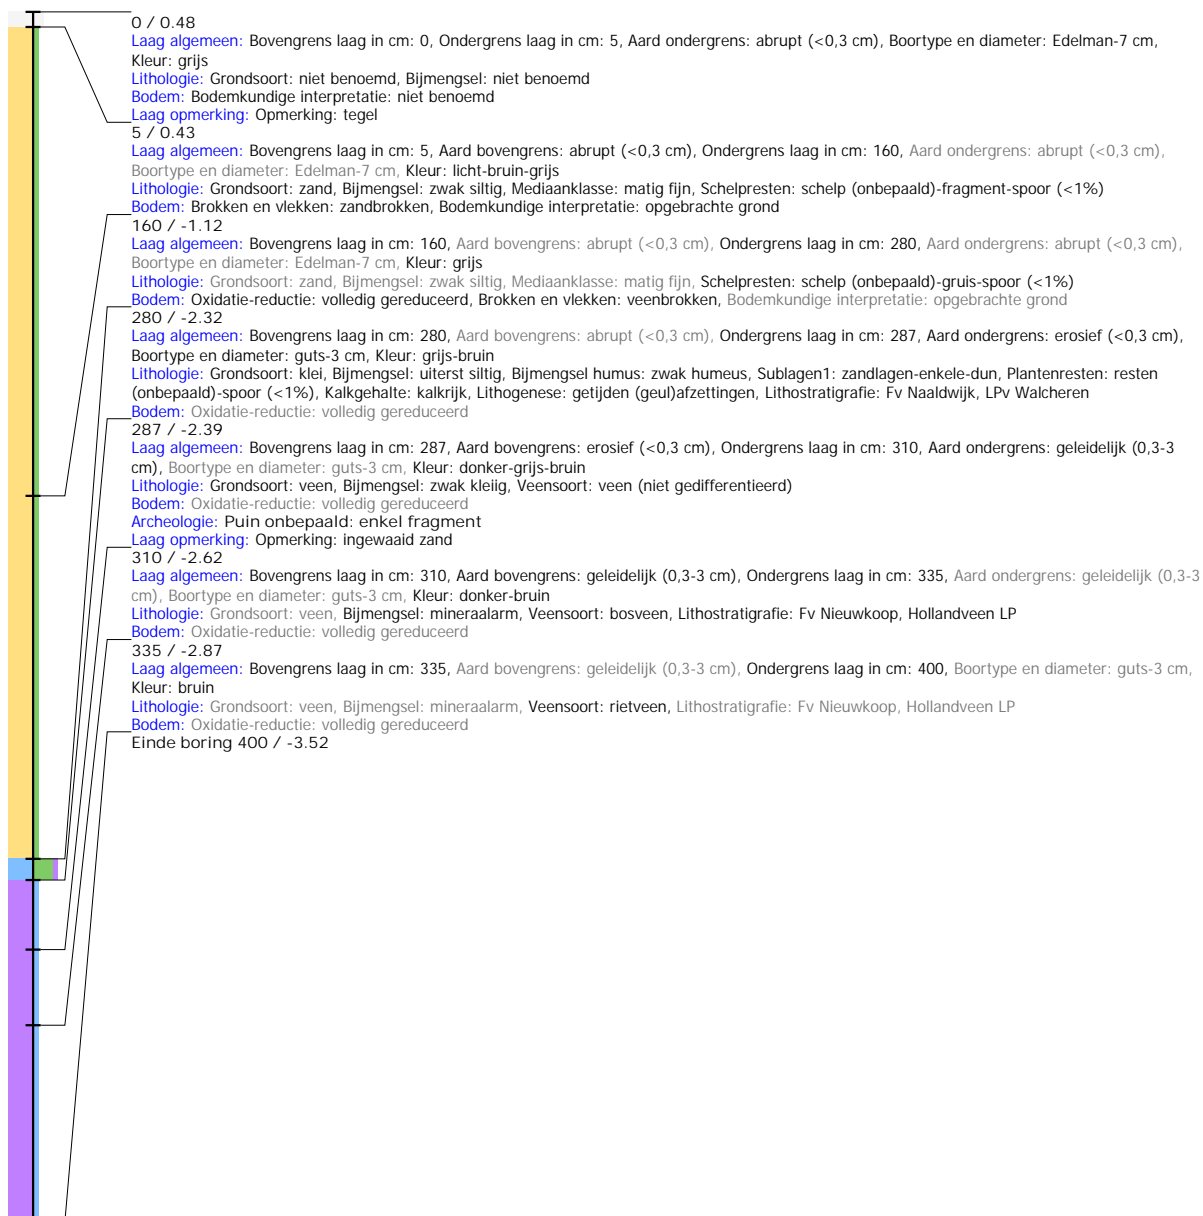 0 / 0.48
Laag algemeen: Bovengrens laag in cm: 0, Ondergrens laag in cm: 5, Aard ondergrens: abrupt (<0,3 cm), Boortype en diameter: Edelman-7 cm,
Kleur: grijs
Lithologie: Grondsoort: niet benoemd, Bijmengsel: niet benoemd
Bodem: Bodemkundige interpretatie: niet benoemd
Laag opmerking: Opmerking: tegel
5 / 0.43
Laag algemeen: Bovengrens laag in cm: 5, Aard bovengrens: abrupt (<0,3 cm), Ondergrens laag in cm: 160, Aard ondergrens: abrupt (<0,3 cm),
Boortype en diameter: Edelman-7 cm, Kleur: licht-bruin-grijs
Lithologie: Grondsoort: zand, Bijmengsel: zwak siltig, Mediaanklasse: matig fijn, Schelpresten: schelp (onbepaald)-fragment-spoor (<1%)
Bodem: Brokken en vlekken: zandbrokken, Bodemkundige interpretatie: opgebrachte grond
160 / -1.12
Laag algemeen: Bovengrens laag in cm: 160, Aard bovengrens: abrupt (<0,3 cm), Ondergrens laag in cm: 280, Aard ondergrens: abrupt (<0,3 cm),
Boortype en diameter: Edelman-7 cm, Kleur: grijs
Lithologie: Grondsoort: zand, Bijmengsel: zwak siltig, Mediaanklasse: matig fijn, Schelpresten: schelp (onbepaald)-gruis-spoor (<1%)
Bodem: Oxidatie-reductie: volledig gereduceerd, Brokken en vlekken: veenbrokken, Bodemkundige interpretatie: opgebrachte grond
280 / -2.32
Laag algemeen: Bovengrens laag in cm: 280, Aard bovengrens: abrupt (<0,3 cm), Ondergrens laag in cm: 287, Aard ondergrens: erosief (<0,3 cm),
Boortype en diameter: guts-3 cm, Kleur: grijs-bruin
Lithologie: Grondsoort: klei, Bijmengsel: uiterst siltig, Bijmengsel humus: zwak humeus, Sublagen1: zandlagen-enkele-dun, Plantenresten: resten
(onbepaald)-spoor (<1%), Kalkgehalte: kalkrijk, Lithogenese: getijden (geul)afzettingen, Lithostratigrafie: Fv Naaldwijk, LPv Walcheren
Bodem: Oxidatie-reductie: volledig gereduceerd
287 / -2.39
Laag algemeen: Bovengrens laag in cm: 287, Aard bovengrens: erosief (<0,3 cm), Ondergrens laag in cm: 310, Aard ondergrens: geleidelijk (0,3-3
cm), Boortype en diameter: guts-3 cm, Kleur: donker-grijs-bruin
Lithologie: Grondsoort: veen, Bijmengsel: zwak kleiig, Veensoort: veen (niet gedifferentieerd)
Bodem: Oxidatie-reductie: volledig gereduceerd
Archeologie: Puin onbepaald: enkel fragment
Laag opmerking: Opmerking: ingewaaid zand
310 / -2.62
Laag algemeen: Bovengrens laag in cm: 310, Aard bovengrens: geleidelijk (0,3-3 cm), Ondergrens laag in cm: 335, Aard ondergrens: geleidelijk (0,3-3
cm), Boortype en diameter: guts-3 cm, Kleur: donker-bruin
Lithologie: Grondsoort: veen, Bijmengsel: mineraalarm, Veensoort: bosveen, Lithostratigrafie: Fv Nieuwkoop, Hollandveen LP
Bodem: Oxidatie-reductie: volledig gereduceerd
335 / -2.87
Laag algemeen: Bovengrens laag in cm: 335, Aard bovengrens: geleidelijk (0,3-3 cm), Ondergrens laag in cm: 400, Boortype en diameter: guts-3 cm,
Kleur: bruin
Lithologie: Grondsoort: veen, Bijmengsel: mineraalarm, Veensoort: rietveen, Lithostratigrafie: Fv Nieuwkoop, Hollandveen LP
Bodem: Oxidatie-reductie: volledig gereduceerd
Einde boring 400 / -3.52